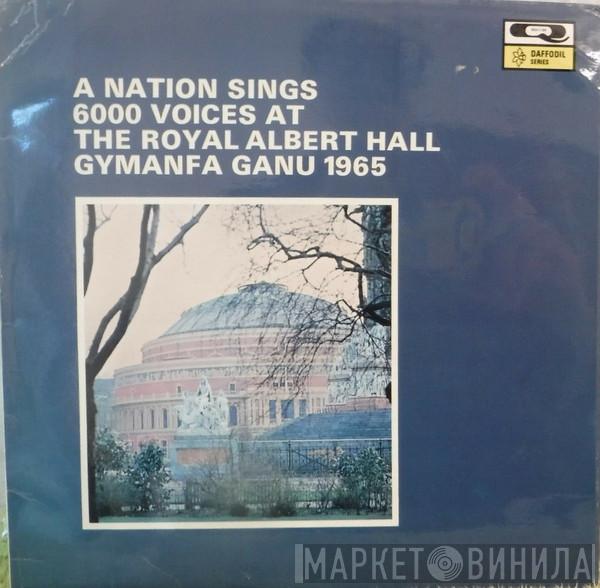 DAFFODIL
SERIES
A NATION SINGS
6000 VOICES AT
THE ROYAL ALBERT HALL
GYMANFA GANU 1965
МАРКЕТ ВИНИЛА